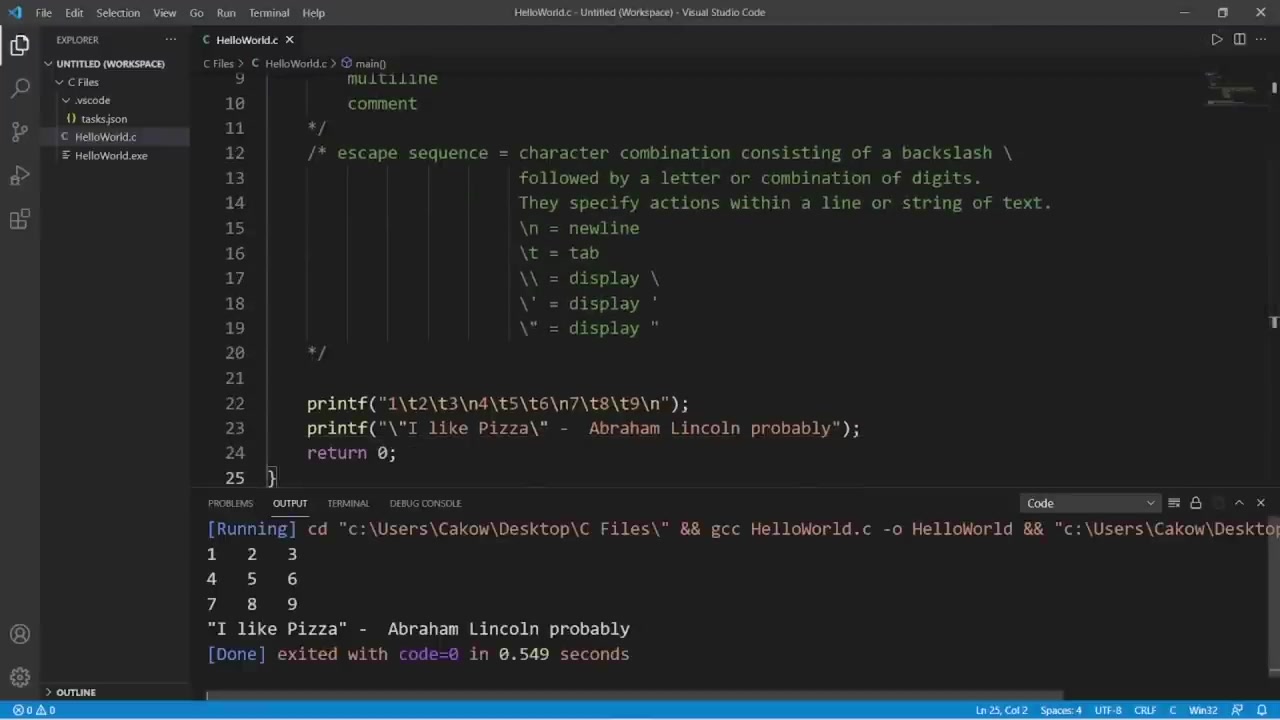 File Edit Selection View Go Run Terminal Help HelloWorld.c - Untitled (Workspace) - Visual Studio Code
EXPLORER
UNTITLED (WORKSPACE)
C Files
.vscode
tasks.json
HelloWorld.c
HelloWorld.exe
OUTLINE
HelloWorld.c
C Files > HelloWorld.c > main()
9 multiline
10 comment
11 */
12 /* escape sequence = character combination consisting of a backslash \
13 followed by a letter or combination of digits.
14 They specify actions within a line or string of text.
15 \n = newline
16 \t = tab
17 \\ = display \
18 \' = display '
19 \" = display "
20 */
21
22 printf("1\t2\t3\n4\t5\t6\n7\t8\t9\n");
23 printf("\"I like Pizza\" -  Abraham Lincoln probably");
24 return 0;
25 }
PROBLEMS OUTPUT TERMINAL DEBUG CONSOLE Code
[Running] cd "c:\Users\Cakow\Desktop\C Files\" && gcc HelloWorld.c -o HelloWorld && "c:\Users\Cakow\Desktop
1 2 3
4 5 6
7 8 9
"I like Pizza" -  Abraham Lincoln probably
[Done] exited with code=0 in 0.549 seconds
0 0 Ln 25, Col 2 Spaces: 4 UTF-8 CRLF C Win32